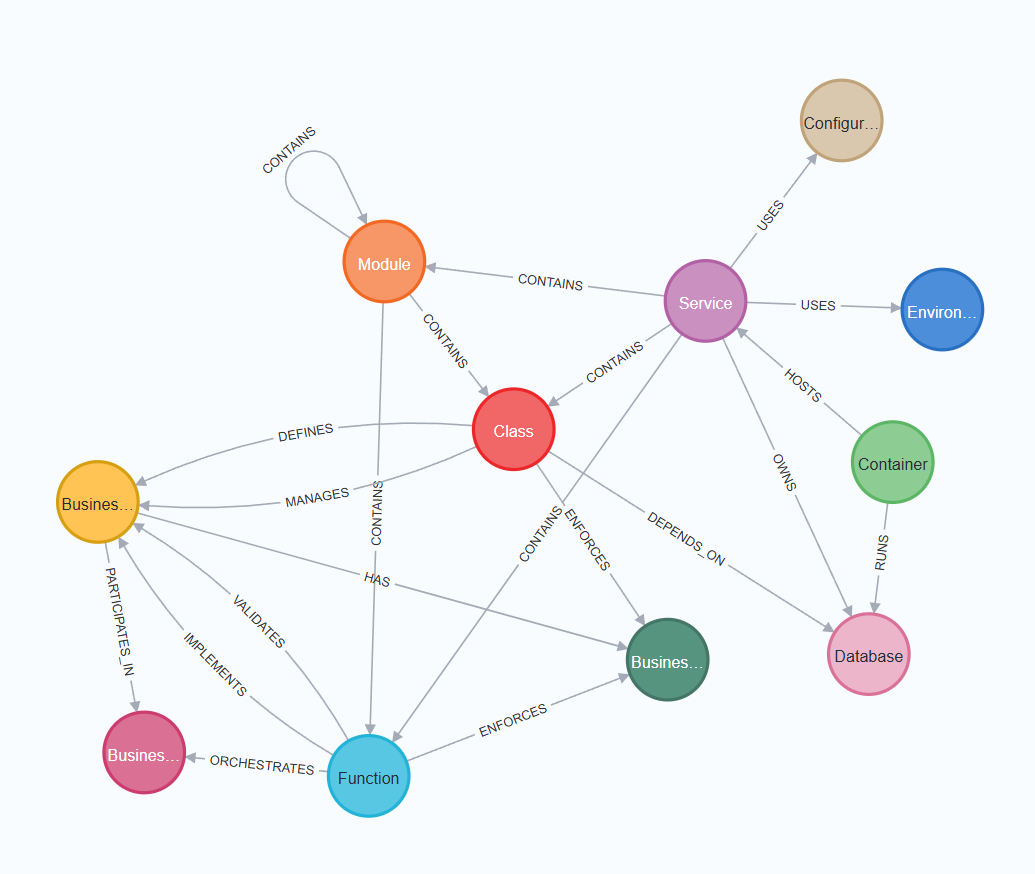 Configur...
CONTAINS
USES
Module
CONTAINS
Service
USES
Environ...
CONTAINS
CONTAINS
HOSTS
Class
DEFINES
Container
OWNS
MANAGES
Busines...
CONTAINS
CONTAINS
ENFORCES
DEPENDS_ON
RUNS
HAS
PARTICIPATES_IN
VALIDATES
IMPLEMENTS
Busines...
Database
ENFORCES
Busines...
ORCHESTRATES
Function